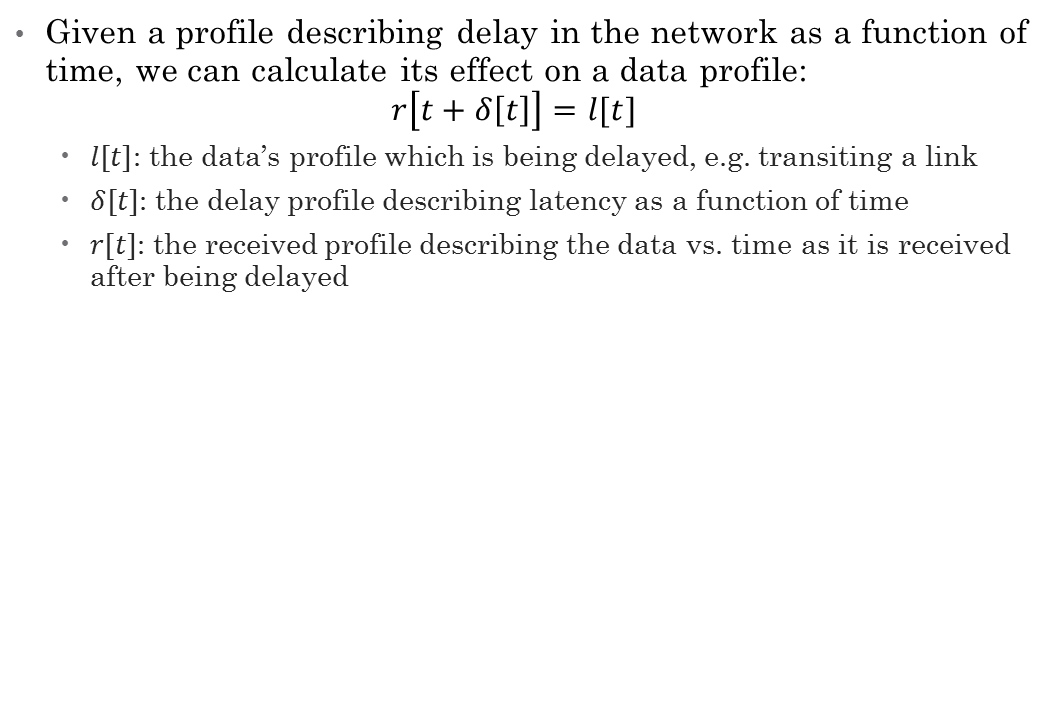 • Given a profile describing delay in the network as a function of
time, we can calculate its effect on a data profile:
r[t + δ[t]] = l[t]
• l[t]: the data’s profile which is being delayed, e.g. transiting a link
• δ[t]: the delay profile describing latency as a function of time
• r[t]: the received profile describing the data vs. time as it is received
after being delayed